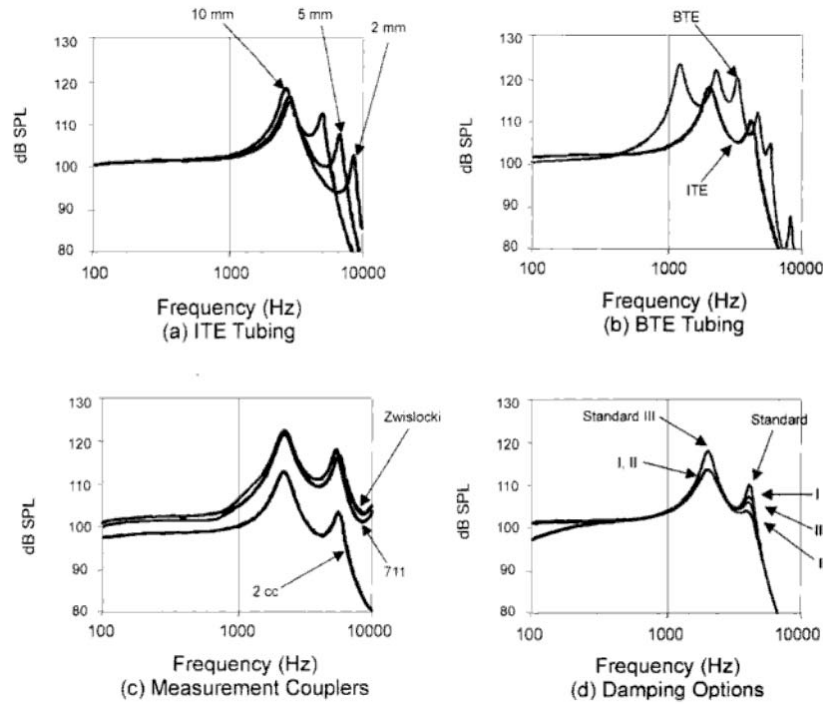 10 mm
5 mm
2 mm
130
120
110
100
90
80
dB SPL
100
1000
10000
Frequency (Hz)
(a) ITE Tubing
BTE
130
120
110
100
90
80
dB SPL
ITE
100
1000
10000
Frequency (Hz)
(b) BTE Tubing
130
120
110
100
90
80
dB SPL
Zwislocki
2 cc
711
100
1000
10000
Frequency (Hz)
(c) Measurement Couplers
130
120
110
100
90
80
dB SPL
Standard III
Standard
I, II
I
II
I
100
1000
10000
Frequency (Hz)
(d) Damping Options